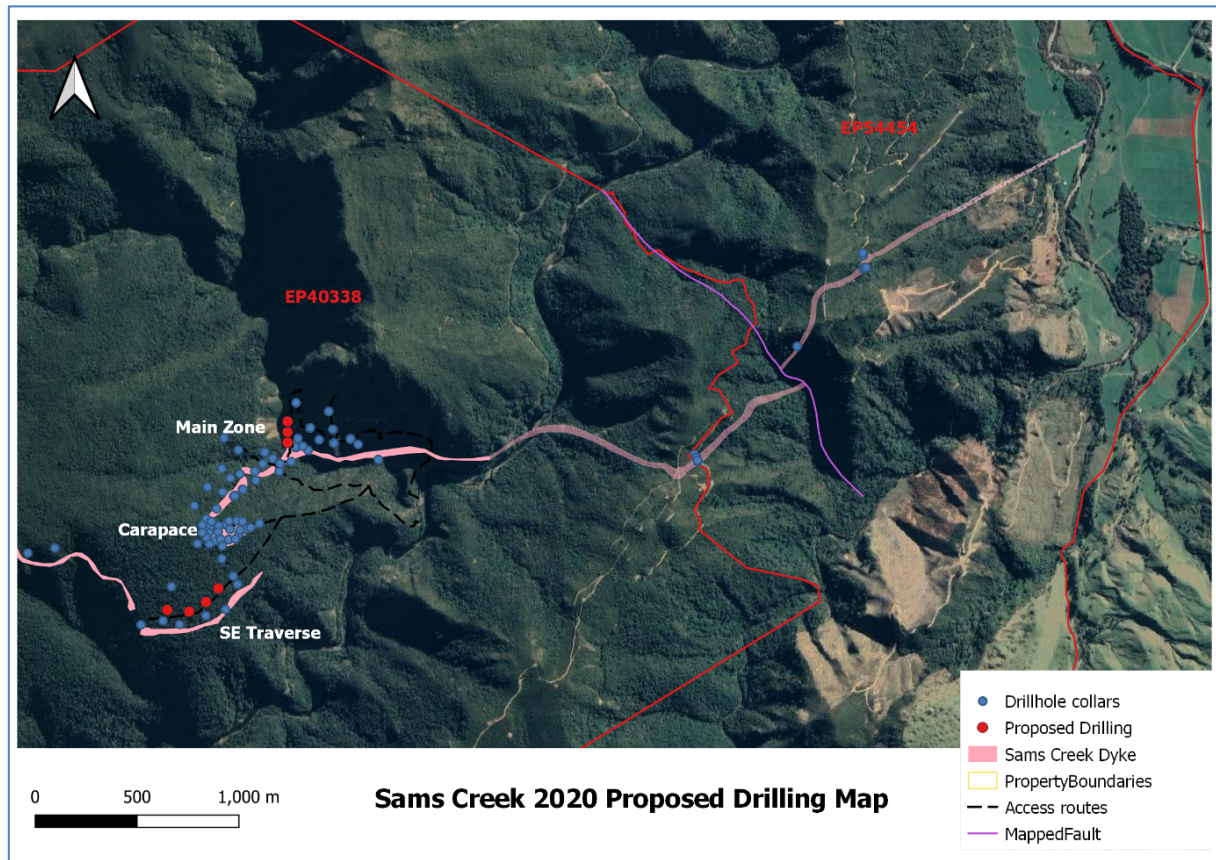 EP54454
EP40338
Main Zone
Carapace
SE Traverse
Drillhole collars
Proposed Drilling
Sams Creek Dyke
PropertyBoundaries
Access routes
MappedFault
0 500 1,000 m
Sams Creek 2020 Proposed Drilling Map